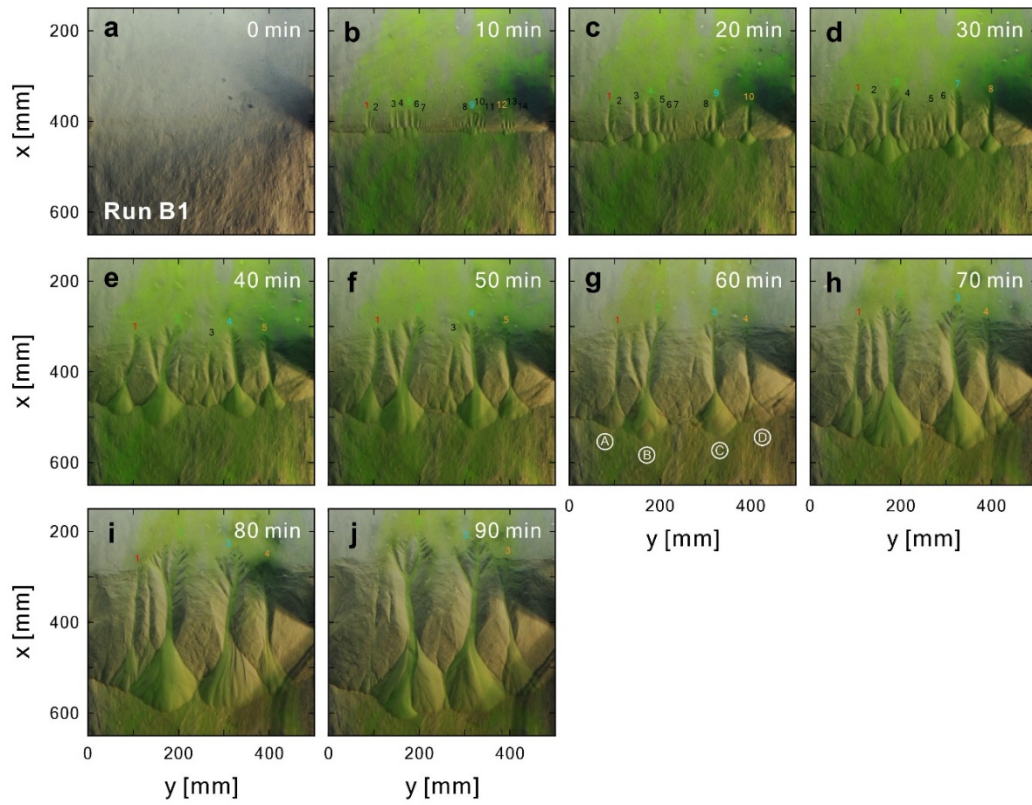 a 0 min
b 10 min
c 20 min
d 30 min
200
400
600
x [mm]
Run B1
1 2 3 4 6 7 8 9 10 11 12 13 14
1 2 3 4 5 6 7 8 9 10
1 2 4 5 6 7 8
e 40 min
f 50 min
g 60 min
h 70 min
200
400
600
x [mm]
1 3 4 5
1 3 4 5
1 3 4
A B C D
1 3 4
0 200 400
0 200 400
y [mm]
y [mm]
i 80 min
j 90 min
200
400
600
x [mm]
1 3 4
3
0 200 400
0 200 400
y [mm]
y [mm]